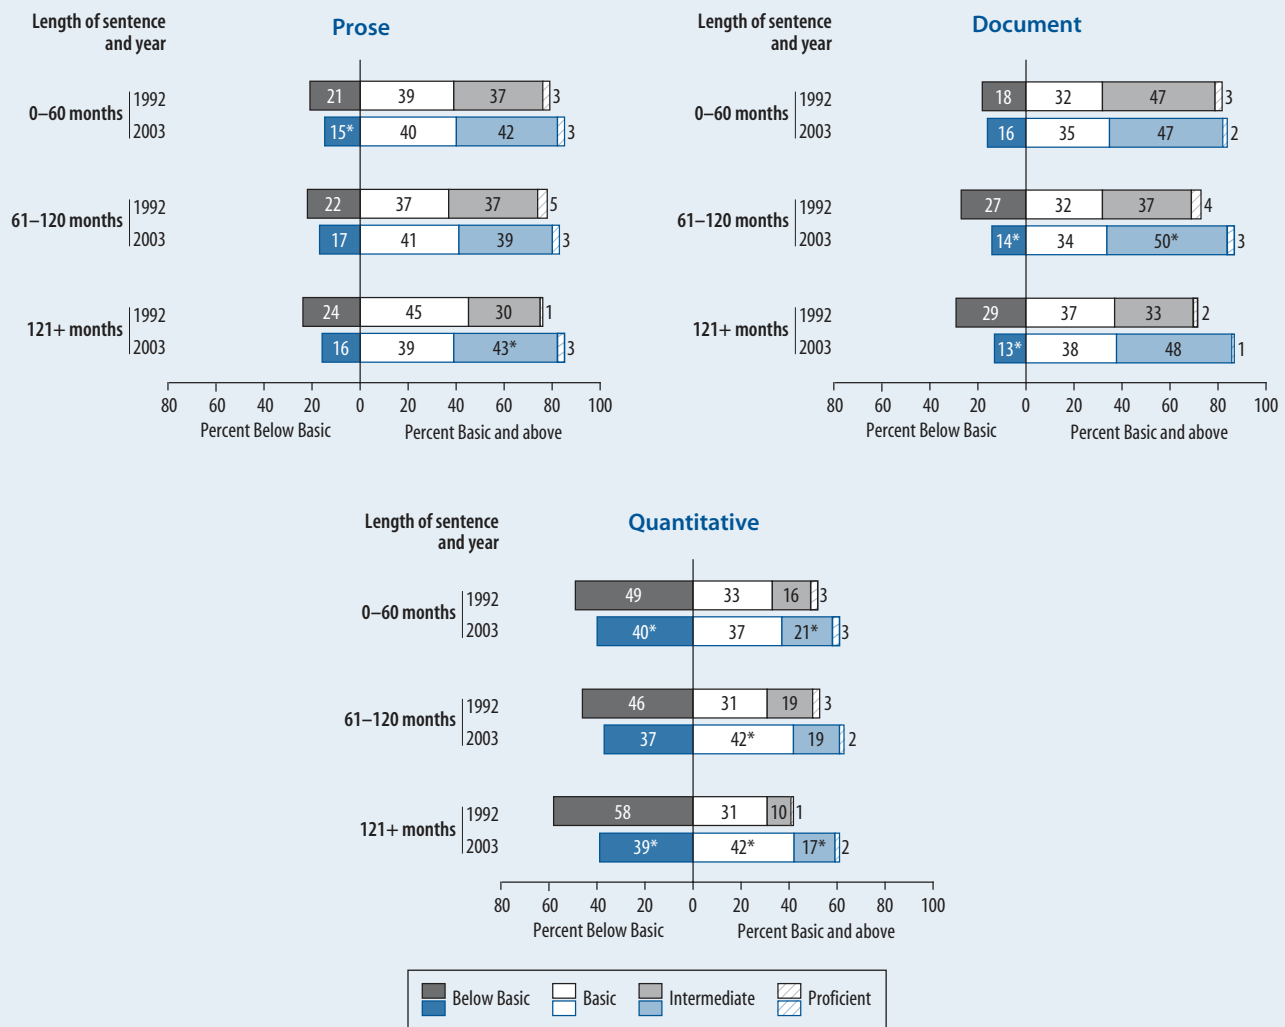 Length of sentence
and year
Prose
0–60 months
1992
21
39
37
3
2003
15*
40
42
3
61–120 months
1992
22
37
37
5
2003
17
41
39
3
121+ months
1992
24
45
30
1
2003
16
39
43*
3
80 60 40 20 0 20 40 60 80 100
Percent Below Basic
Percent Basic and above
Length of sentence
and year
Document
0–60 months
1992
18
32
47
3
2003
16
35
47
2
61–120 months
1992
27
32
37
4
2003
14*
34
50*
3
121+ months
1992
29
37
33
2
2003
13*
38
48
1
80 60 40 20 0 20 40 60 80 100
Percent Below Basic
Percent Basic and above
Length of sentence
and year
Quantitative
0–60 months
1992
49
33
16
3
2003
40*
37
21*
3
61–120 months
1992
46
31
19
3
2003
37
42*
19
2
121+ months
1992
58
31
10
1
2003
39*
42*
17*
2
80 60 40 20 0 20 40 60 80 100
Percent Below Basic
Percent Basic and above
Below Basic
Basic
Intermediate
Proficient